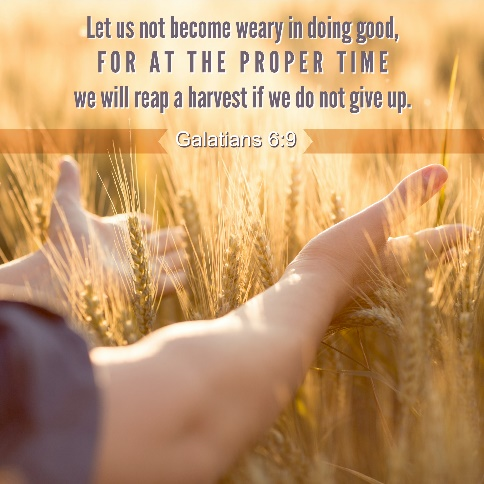 Let us not become weary in doing good,
FOR AT THE PROPER TIME
we will reap a harvest if we do not give up.
Galatians 6:9